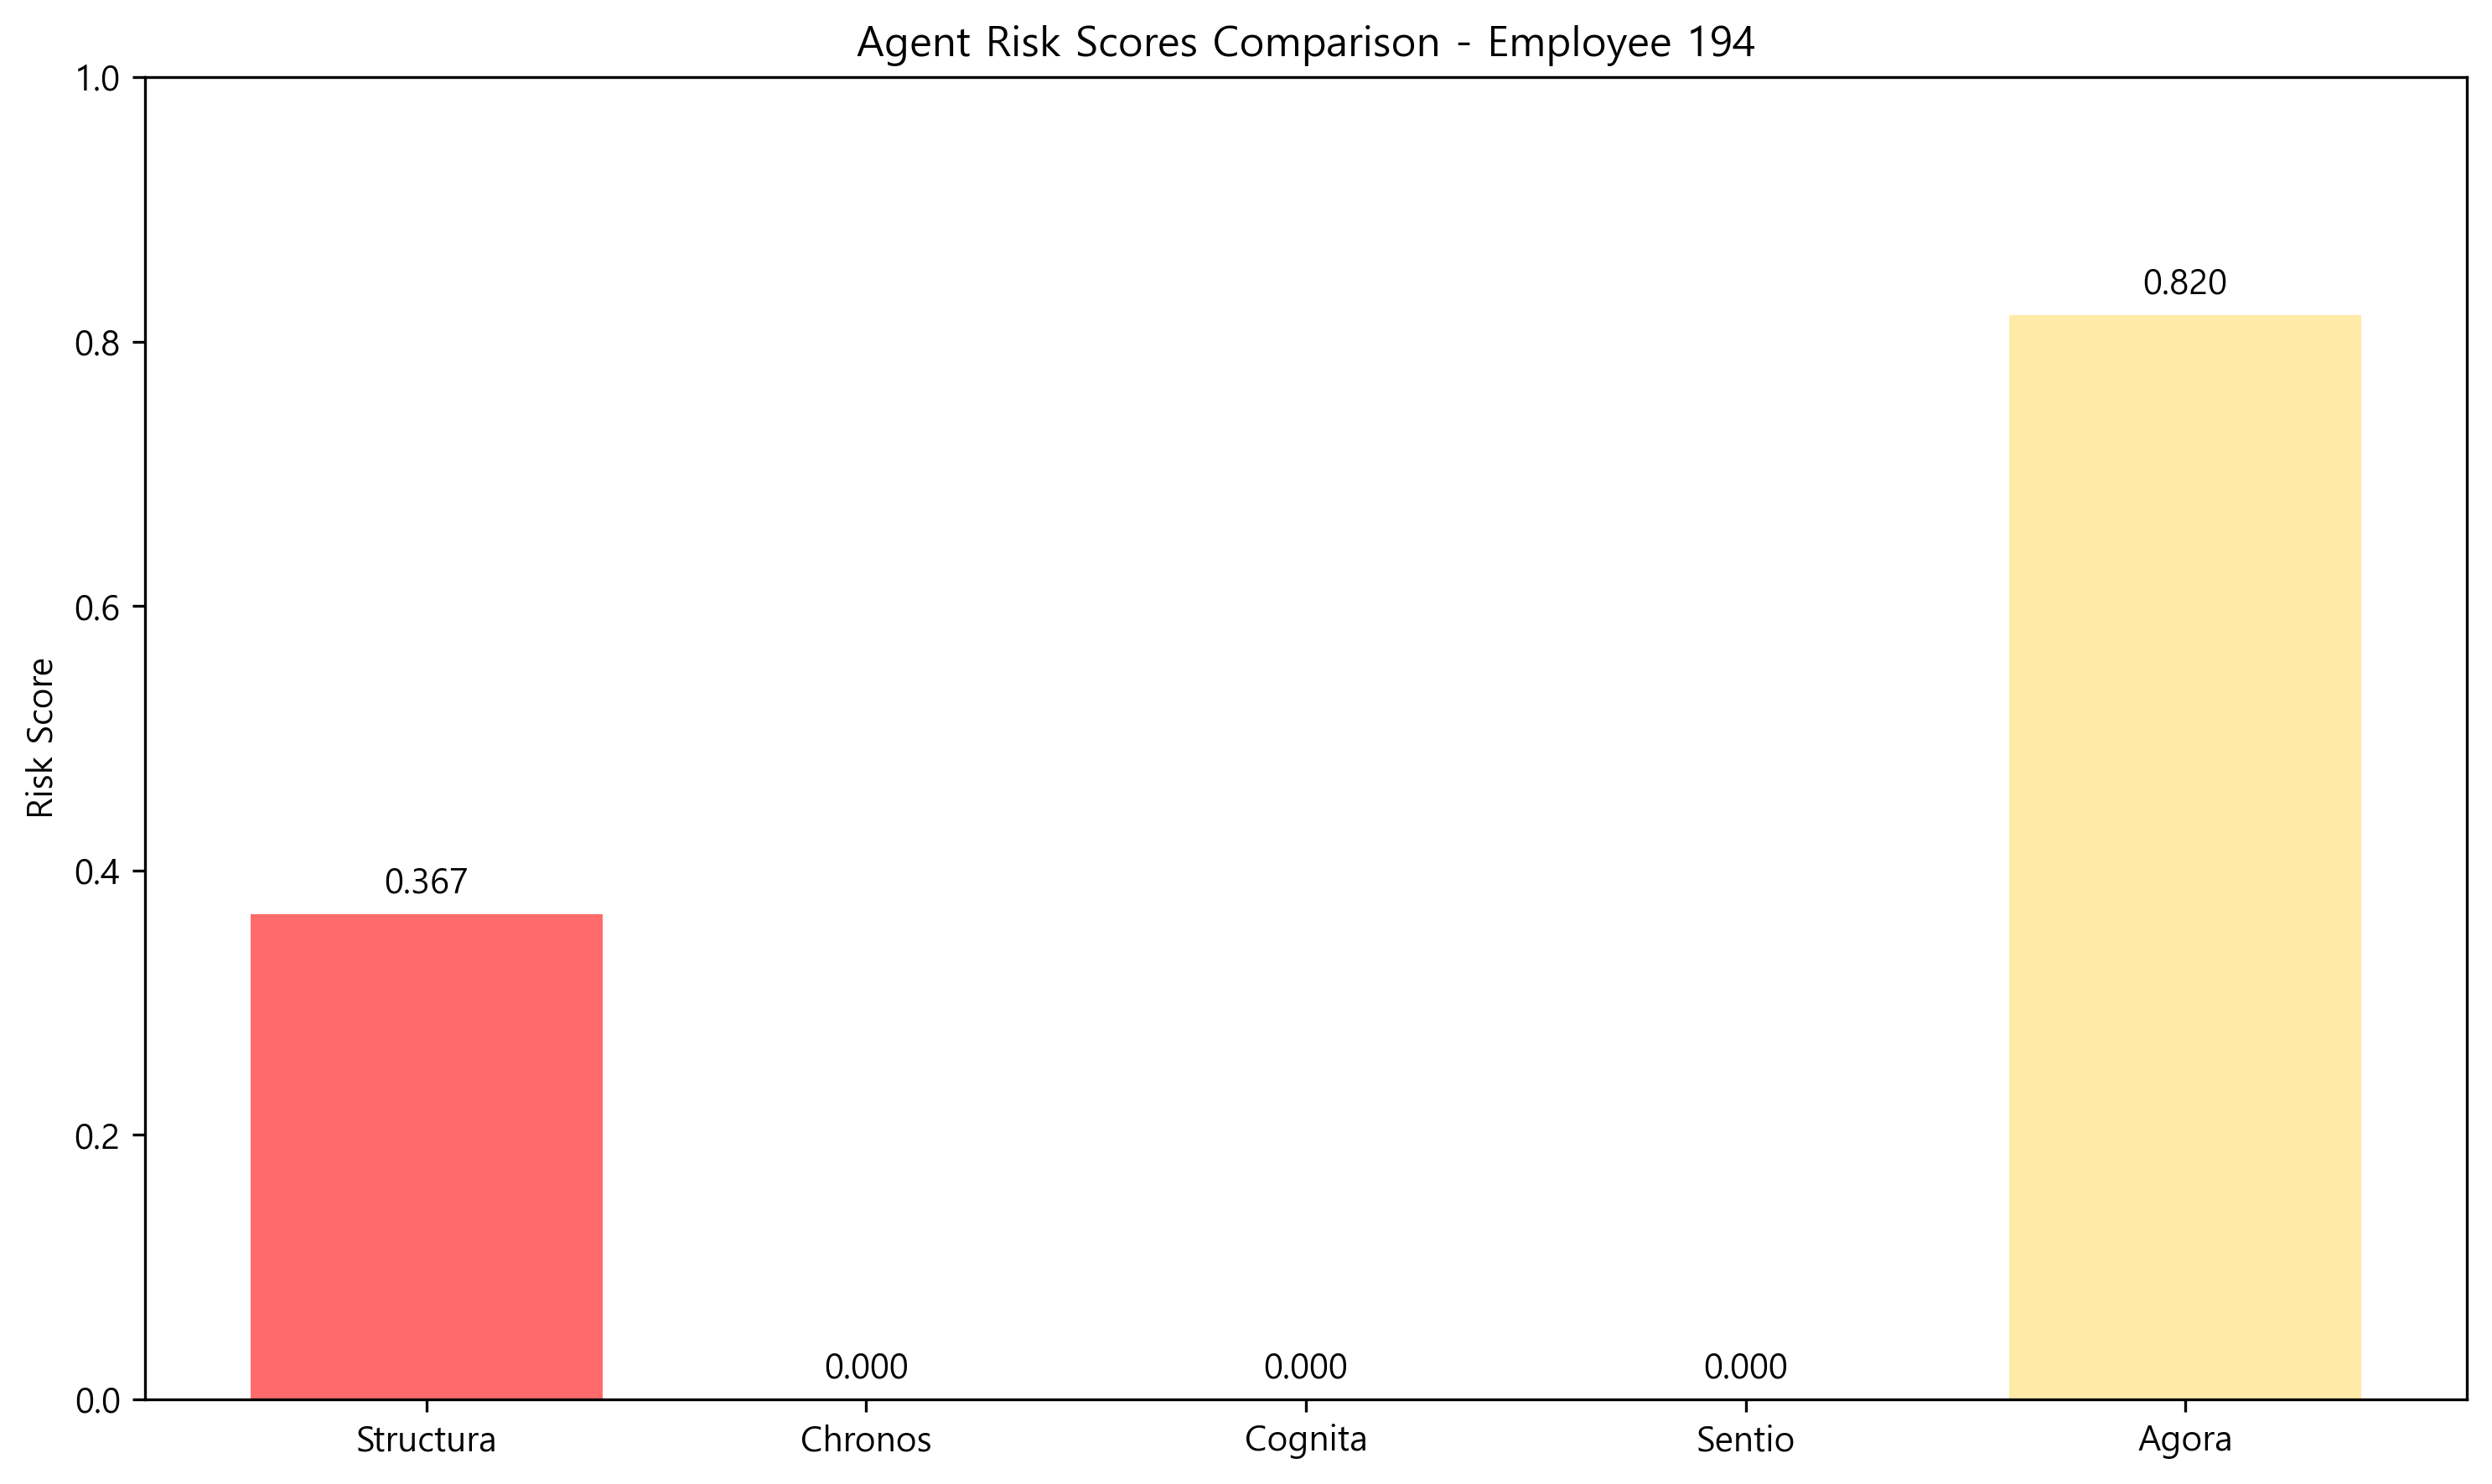 Agent Risk Scores Comparison - Employee 194
Risk Score
1.0
0.8
0.6
0.4
0.2
0.0
0.367
0.000
0.000
0.000
0.820
Structura
Chronos
Cognita
Sentio
Agora